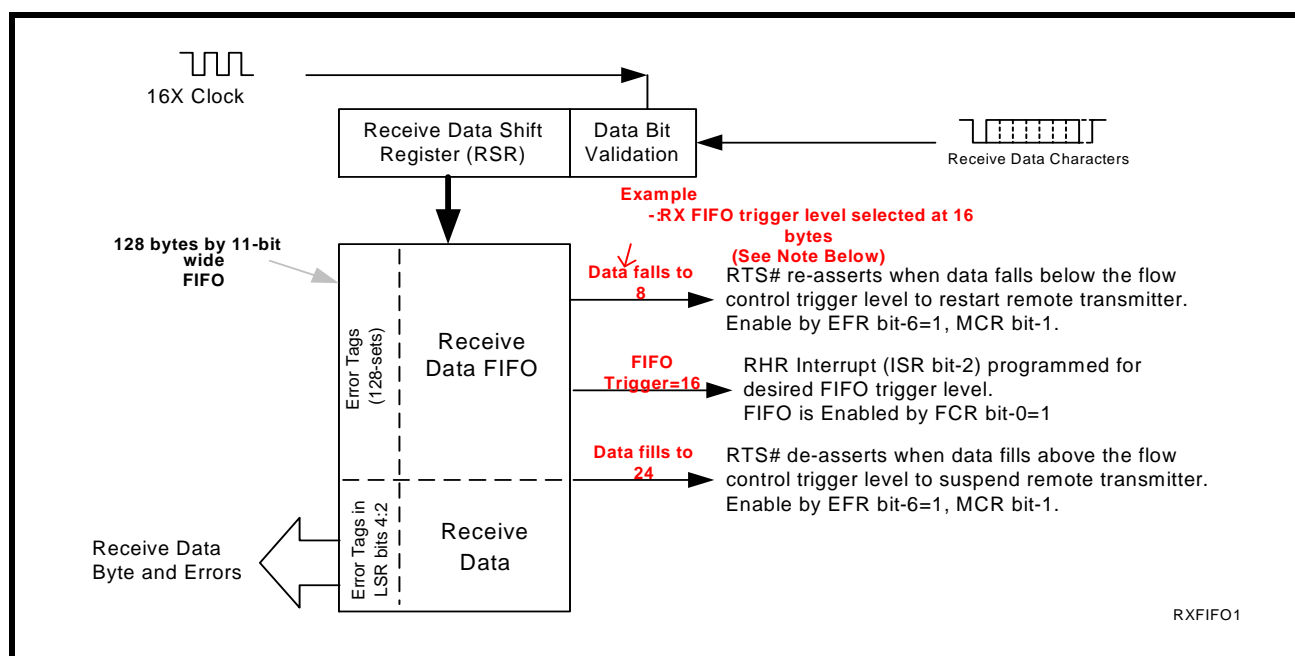 16X Clock
Receive Data Shift
Register (RSR)
Data Bit
Validation
Receive Data Characters
Example
-:RX FIFO trigger level selected at 16
bytes
(See Note Below)
128 bytes by 11-bit
wide
FIFO
Data falls to
8
RTS# re-asserts when data falls below the flow
control trigger level to restart remote transmitter.
Enable by EFR bit-6=1, MCR bit-1.
Error Tags
(128-sets)
Receive
Data FIFO
FIFO
Trigger=16
RHR Interrupt (ISR bit-2) programmed for
desired FIFO trigger level.
FIFO is Enabled by FCR bit-0=1
Data fills to
24
RTS# de-asserts when data fills above the flow
control trigger level to suspend remote transmitter.
Enable by EFR bit-6=1, MCR bit-1.
Error Tags in
LSR bits 4:2
Receive
Data
Receive Data
Byte and Errors
RXFIFO1